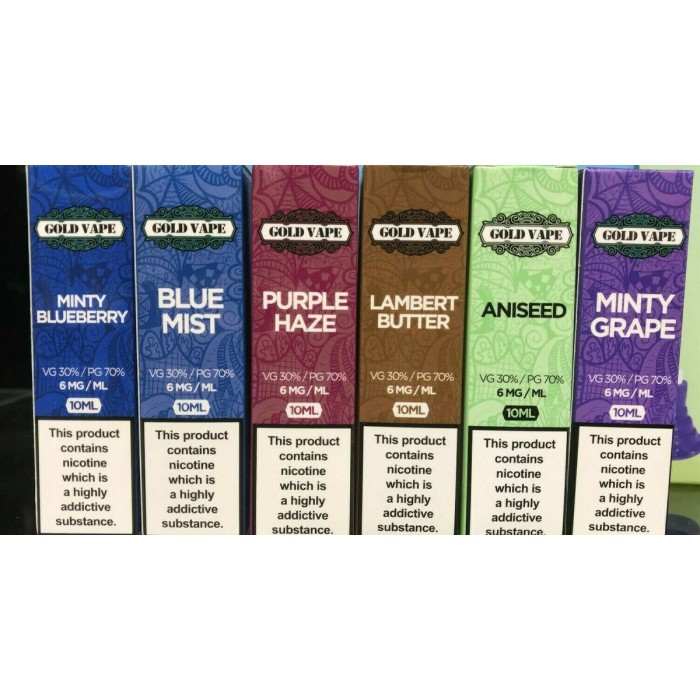 GOLD VAPE
MINTY
BLUEBERRY
VG 30% / PG 70%
6 MG / ML
10ML
This product
contains
nicotine
which is
a highly
addictive
substance.
GOLD VAPE
BLUE
MIST
VG 30% / PG 70%
6 MG / ML
10ML
This product
contains
nicotine
which is
a highly
addictive
substance.
GOLD VAPE
PURPLE
HAZE
VG 30% / PG 70%
6 MG / ML
10ML
This product
contains
nicotine
which is
a highly
addictive
substance.
GOLD VAPE
LAMBERT
BUTTER
VG 30% / PG 70%
6 MG / ML
10ML
This product
contains
nicotine
which is
a highly
addictive
substance.
GOLD VAPE
ANISEED
VG 30% / PG 70%
6 MG / ML
10ML
This product
contains
nicotine
which is
a highly
addictive
substance.
GOLD VAPE
MINTY
GRAPE
VG 30% / PG 70%
6 MG / ML
10ML
This product
contains
nicotine
which is
a highly
addictive
substance.